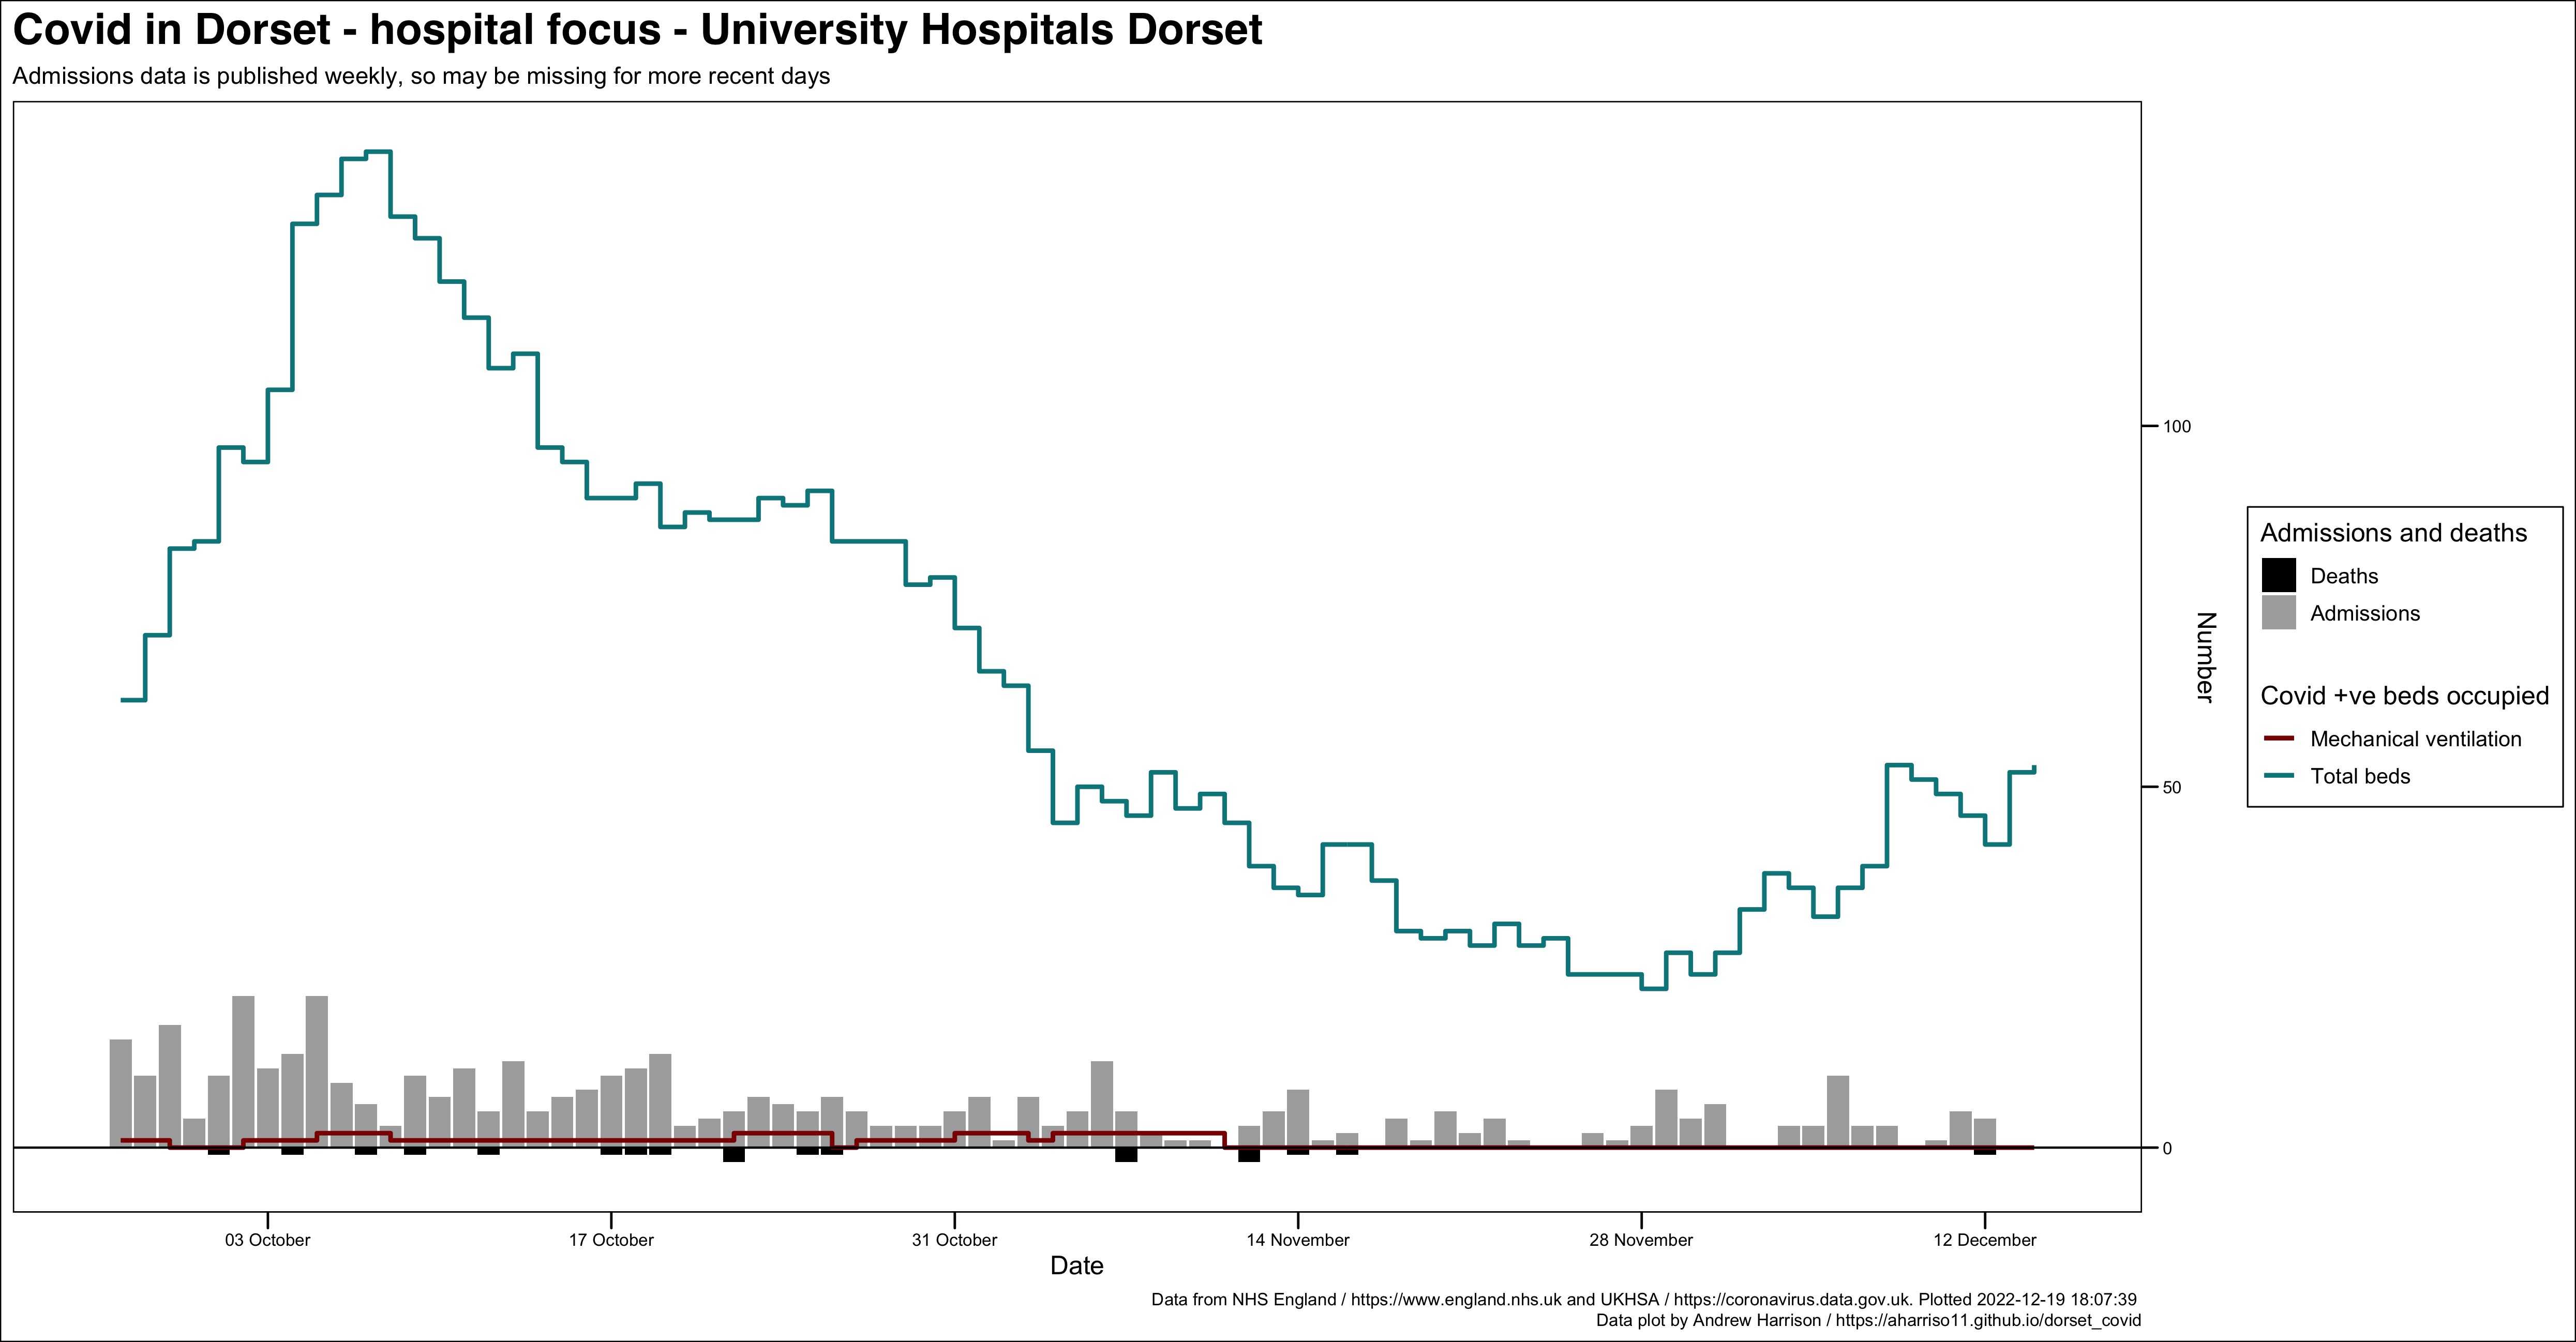 Covid in Dorset - hospital focus - University Hospitals Dorset
Admissions data is published weekly, so may be missing for more recent days
100
50
0
Number
Admissions and deaths
Deaths
Admissions
Covid +ve beds occupied
Mechanical ventilation
Total beds
03 October
17 October
31 October
14 November
28 November
12 December
Date
Data from NHS England / https://www.england.nhs.uk and UKHSA / https://coronavirus.data.gov.uk. Plotted 2022-12-19 18:07:39
Data plot by Andrew Harrison / https://aharriso11.github.io/dorset_covid